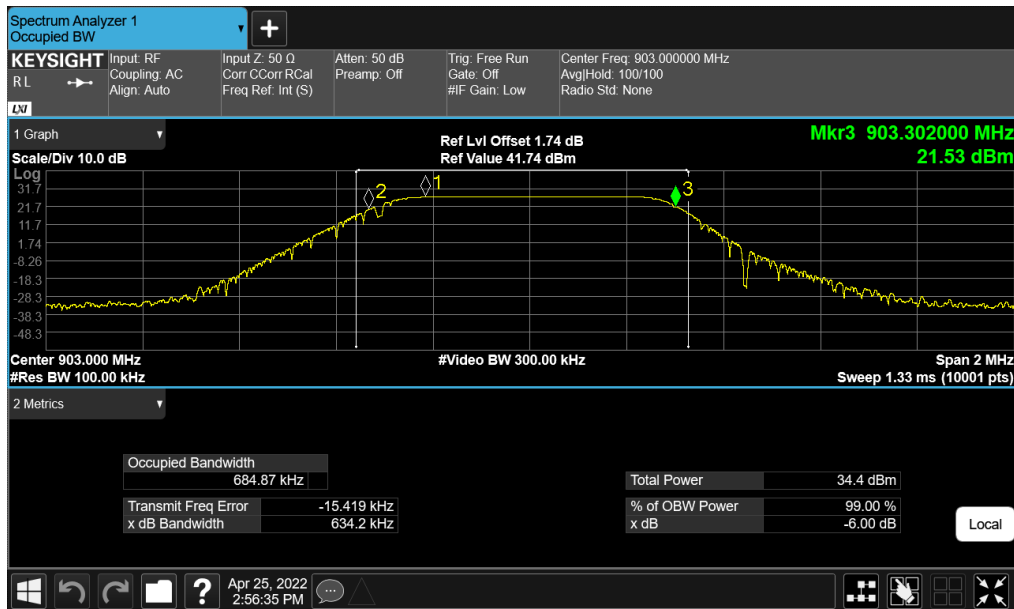 Spectrum Analyzer 1
Occupied BW
KEYSIGHT
R L
LXI
Input: RF
Coupling: AC
Align: Auto
Input Z: 50 Ω
Corr CCorr RCal
Freq Ref: Int (S)
Atten: 50 dB
Preamp: Off
Trig: Free Run
Gate: Off
#IF Gain: Low
Center Freq: 903.000000 MHz
Avg|Hold: 100/100
Radio Std: None
1 Graph
Scale/Div 10.0 dB
Ref Lvl Offset 1.74 dB
Ref Value 41.74 dBm
Mkr3 903.302000 MHz
21.53 dBm
Log
31.7
21.7
11.7
1.74
-8.26
-18.3
-28.3
-38.3
-48.3
2
1
3
Center 903.000 MHz
#Video BW 300.00 kHz
Span 2 MHz
#Res BW 100.00 kHz
Sweep 1.33 ms (10001 pts)
2 Metrics
Occupied Bandwidth
684.87 kHz
Transmit Freq Error -15.419 kHz
x dB Bandwidth 634.2 kHz
Total Power 34.4 dBm
% of OBW Power 99.00 %
x dB -6.00 dB
Local
?
Apr 25, 2022
2:56:35 PM